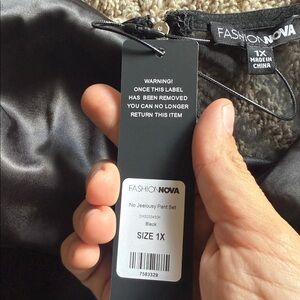 FASHIONNOVA
1X
MADE IN
CHINA
WARNING!
ONCE THIS LABEL
HAS BEEN REMOVED
YOU CAN NO LONGER
RETURN THIS ITEM
FASHIONNOVA
No Jealousy Pant Set
Black
SIZE 1X
7583329